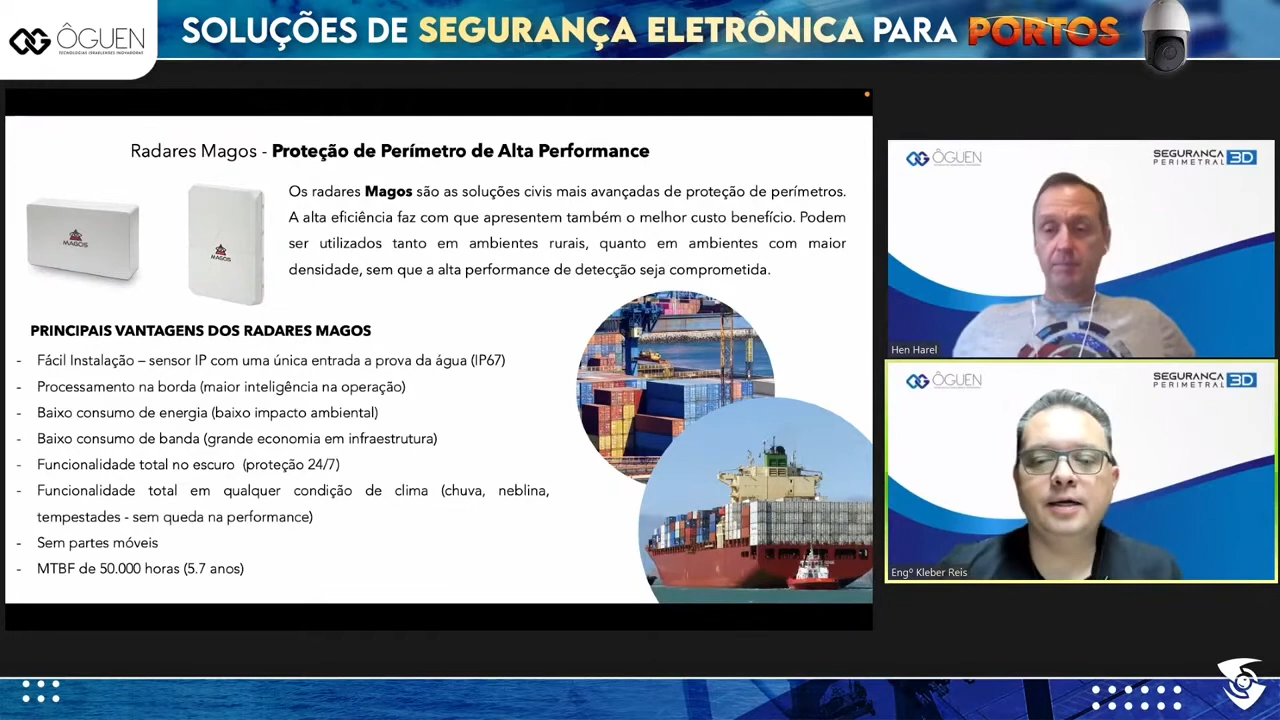 ÔGUEN
TECNOLOGIAS ISRAELENSES INOVADORAS
SOLUÇÕES DE SEGURANÇA ELETRÔNICA PARA PORTOS
Radares Magos - Proteção de Perímetro de Alta Performance
Os radares Magos são as soluções civis mais avançadas de proteção de perímetros.
A alta eficiência faz com que apresentem também o melhor custo benefício. Podem
ser utilizados tanto em ambientes rurais, quanto em ambientes com maior
densidade, sem que a alta performance de detecção seja comprometida.
MAGOS
MAGOS
PRINCIPAIS VANTAGENS DOS RADARES MAGOS
- Fácil Instalação – sensor IP com uma única entrada a prova da água (IP67)
- Processamento na borda (maior inteligência na operação)
- Baixo consumo de energia (baixo impacto ambiental)
- Baixo consumo de banda (grande economia em infraestrutura)
- Funcionalidade total no escuro (proteção 24/7)
- Funcionalidade total em qualquer condição de clima (chuva, neblina,
tempestades - sem queda na performance)
- Sem partes móveis
- MTBF de 50.000 horas (5.7 anos)
ÔGUEN
SEGURANÇA
PERIMETRAL 3D
Hen Harel
ÔGUEN
SEGURANÇA
PERIMETRAL 3D
Engº Kleber Reis